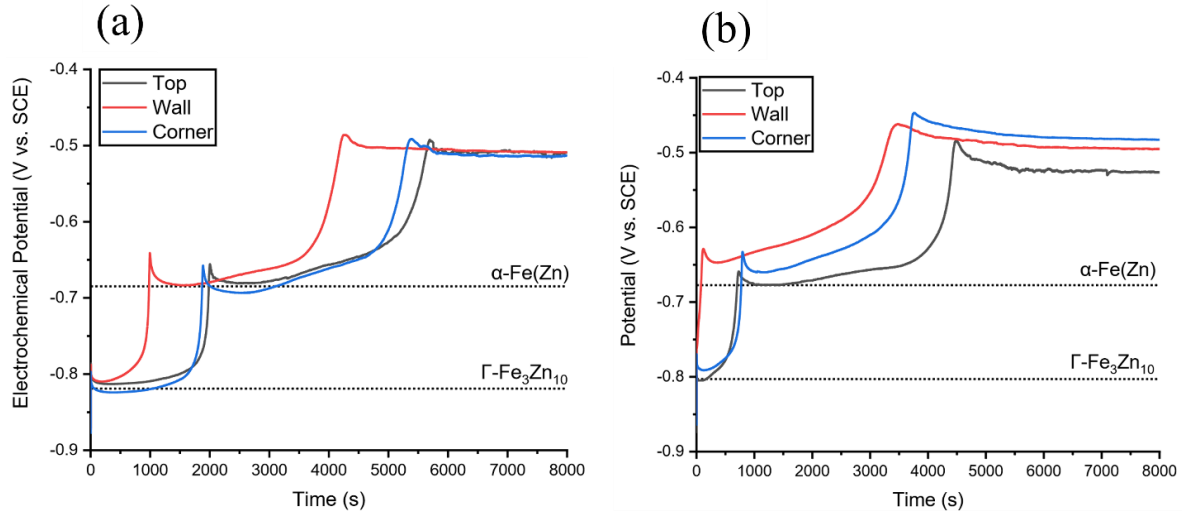 (a)
-0.4
-0.5
-0.6
-0.7
-0.8
-0.9
Electrochemical Potential (V vs. SCE)
Top
Wall
Corner
α-Fe(Zn)
Γ-Fe₃Zn₁₀
0 1000 2000 3000 4000 5000 6000 7000 8000
Time (s)
(b)
-0.4
-0.5
-0.6
-0.7
-0.8
-0.9
Potential (V vs. SCE)
Top
Wall
Corner
α-Fe(Zn)
Γ-Fe₃Zn₁₀
0 1000 2000 3000 4000 5000 6000 7000 8000
Time (s)